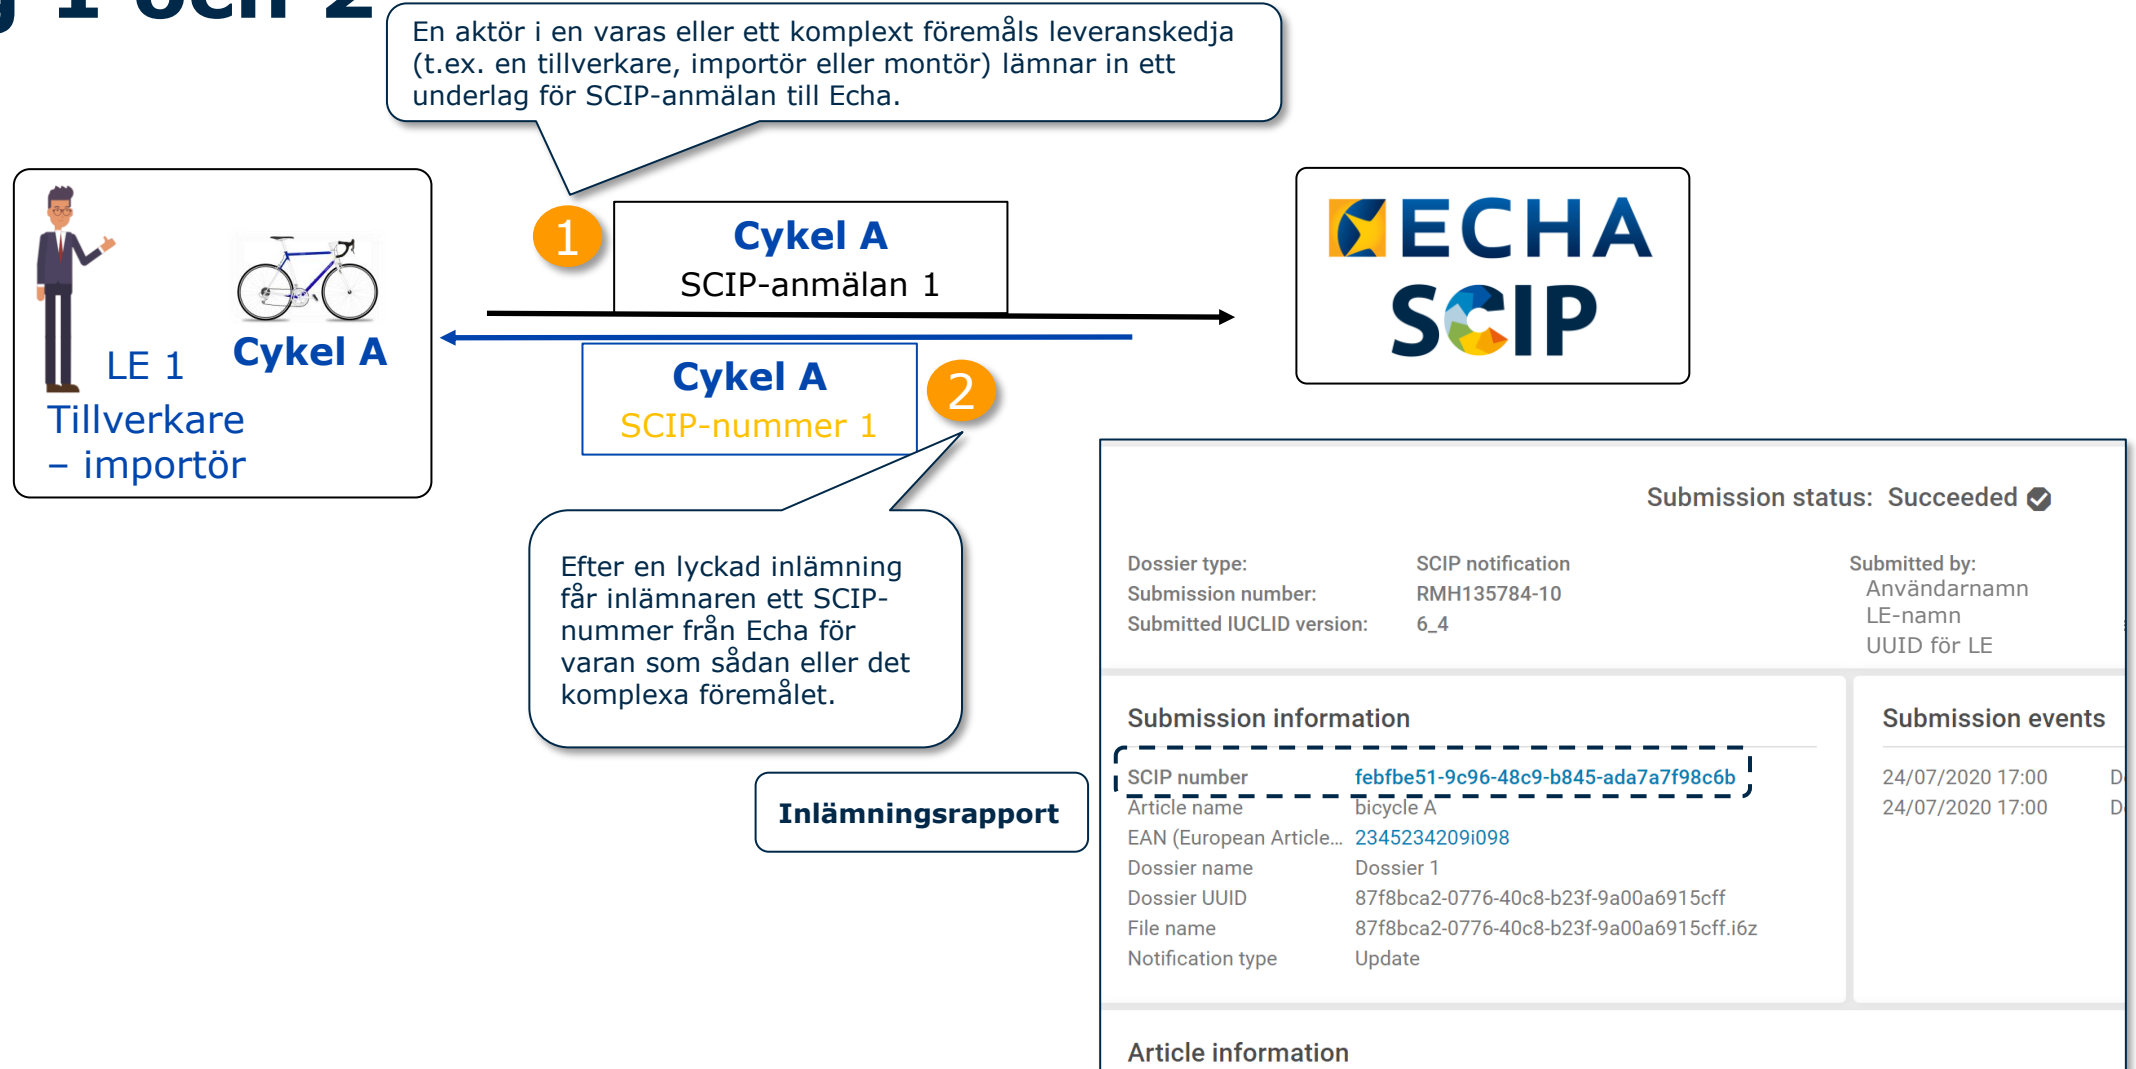 1 och 2
En aktör i en varas eller ett komplext föremåls leveranskedja
(t.ex. en tillverkare, importör eller montör) lämnar in ett
underlag för SCIP-anmälan till Echa.
1
Cykel A
SCIP-anmälan 1
ECHA
SCIP
LE 1
Cykel A
Tillverkare
– importör
Cykel A
SCIP-nummer 1
2
Efter en lyckad inlämning
får inlämnaren ett SCIP-
nummer från Echa för
varan som sådan eller det
komplexa föremålet.
Inlämningsrapport
Submission status: Succeeded
Dossier type: SCIP notification
Submission number: RMH135784-10
Submitted IUCLID version: 6_4
Submitted by:
Användarnamn
LE-namn
UUID för LE
Submission information
SCIP number febfbe51-9c96-48c9-b845-ada7a7f98c6b
Article name bicycle A
EAN (European Article... 2345234209i098
Dossier name Dossier 1
Dossier UUID 87f8bca2-0776-40c8-b23f-9a00a6915cff
File name 87f8bca2-0776-40c8-b23f-9a00a6915cff.i6z
Notification type Update
Submission events
24/07/2020 17:00
24/07/2020 17:00
Article information